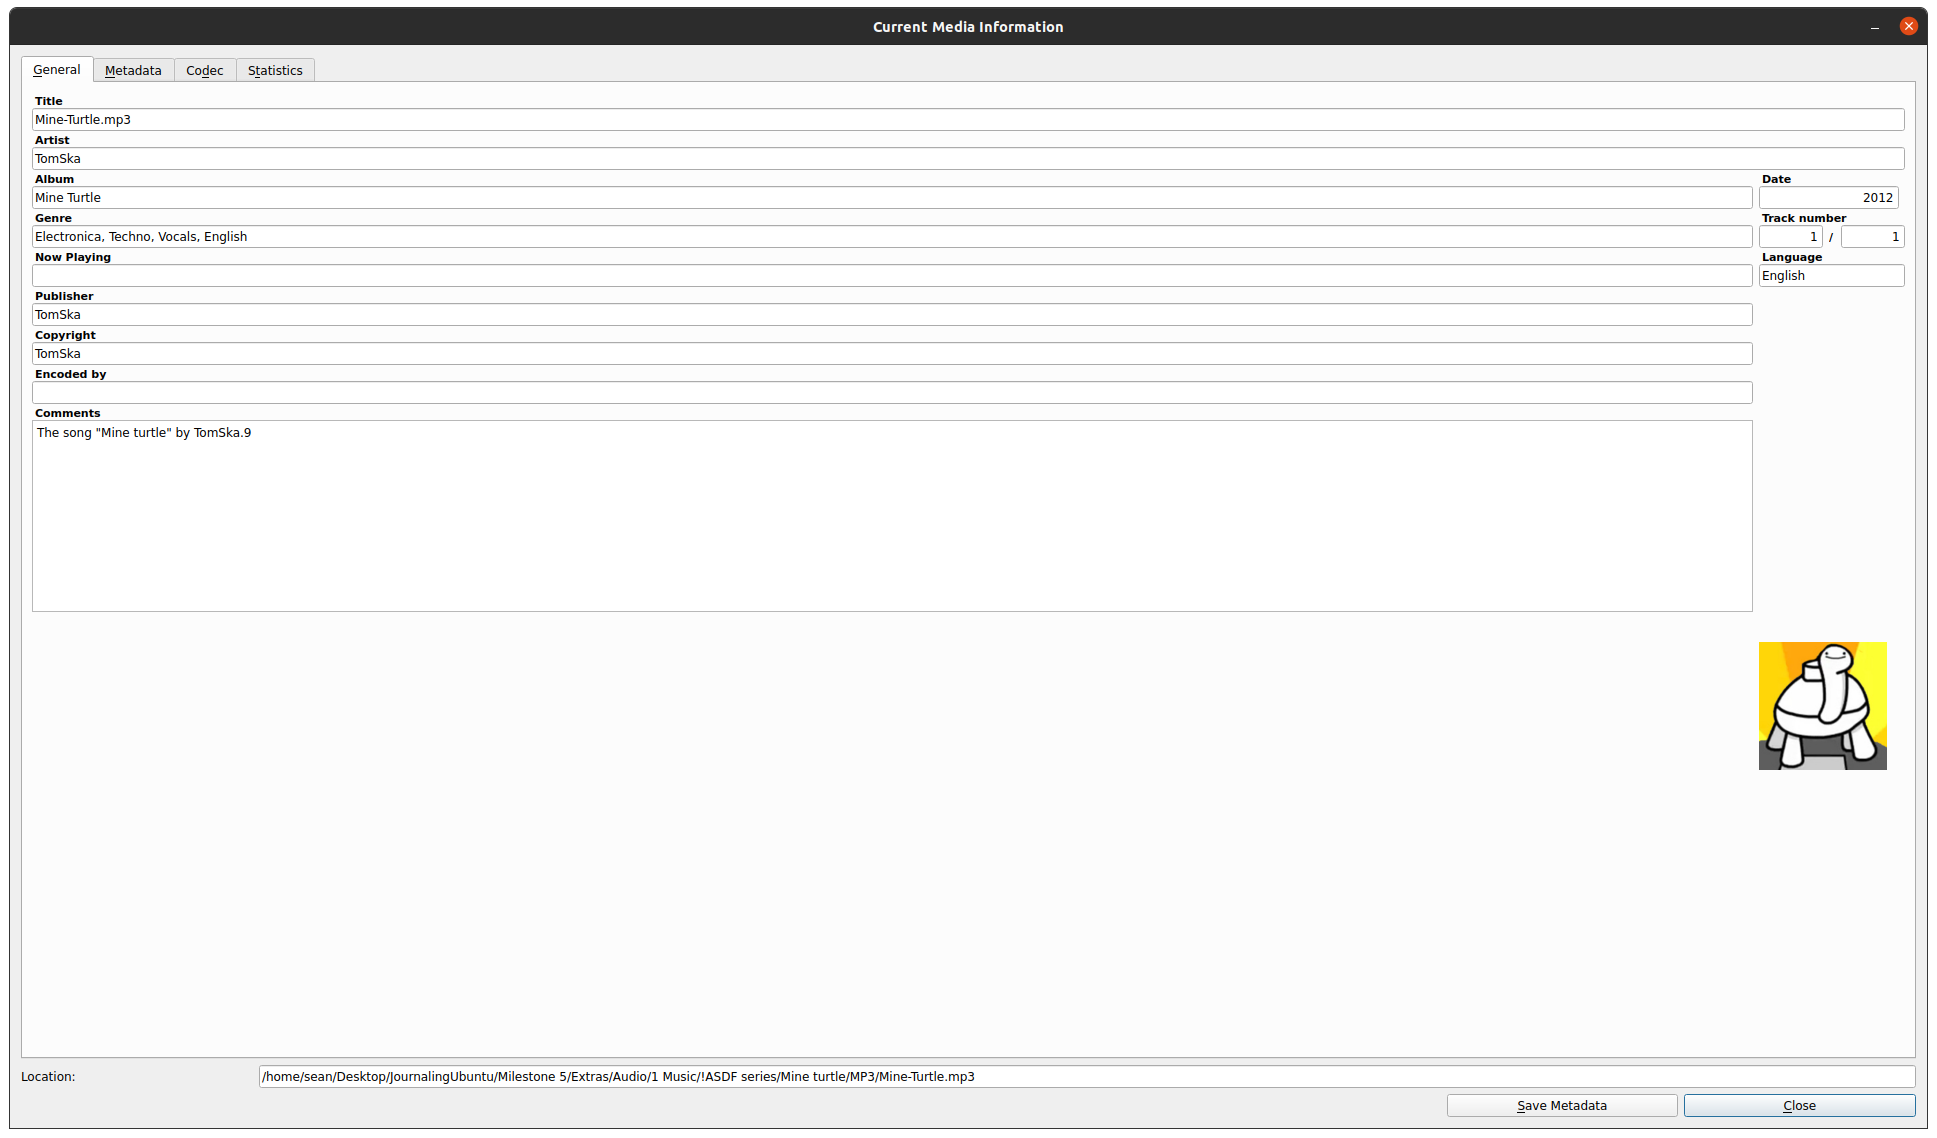 Current Media Information
General Metadata Codec Statistics
Title
Mine-Turtle.mp3
Artist
TomSka
Album Date
Mine Turtle 2012
Genre Track number
Electronica, Techno, Vocals, English 1 / 1
Now Playing Language
English
Publisher
TomSka
Copyright
TomSka
Encoded by
Comments
The song "Mine turtle" by TomSka.9
Location: /home/sean/Desktop/JournalingUbuntu/Milestone 5/Extras/Audio/1 Music/!ASDF series/Mine turtle/MP3/Mine-Turtle.mp3
Save Metadata Close